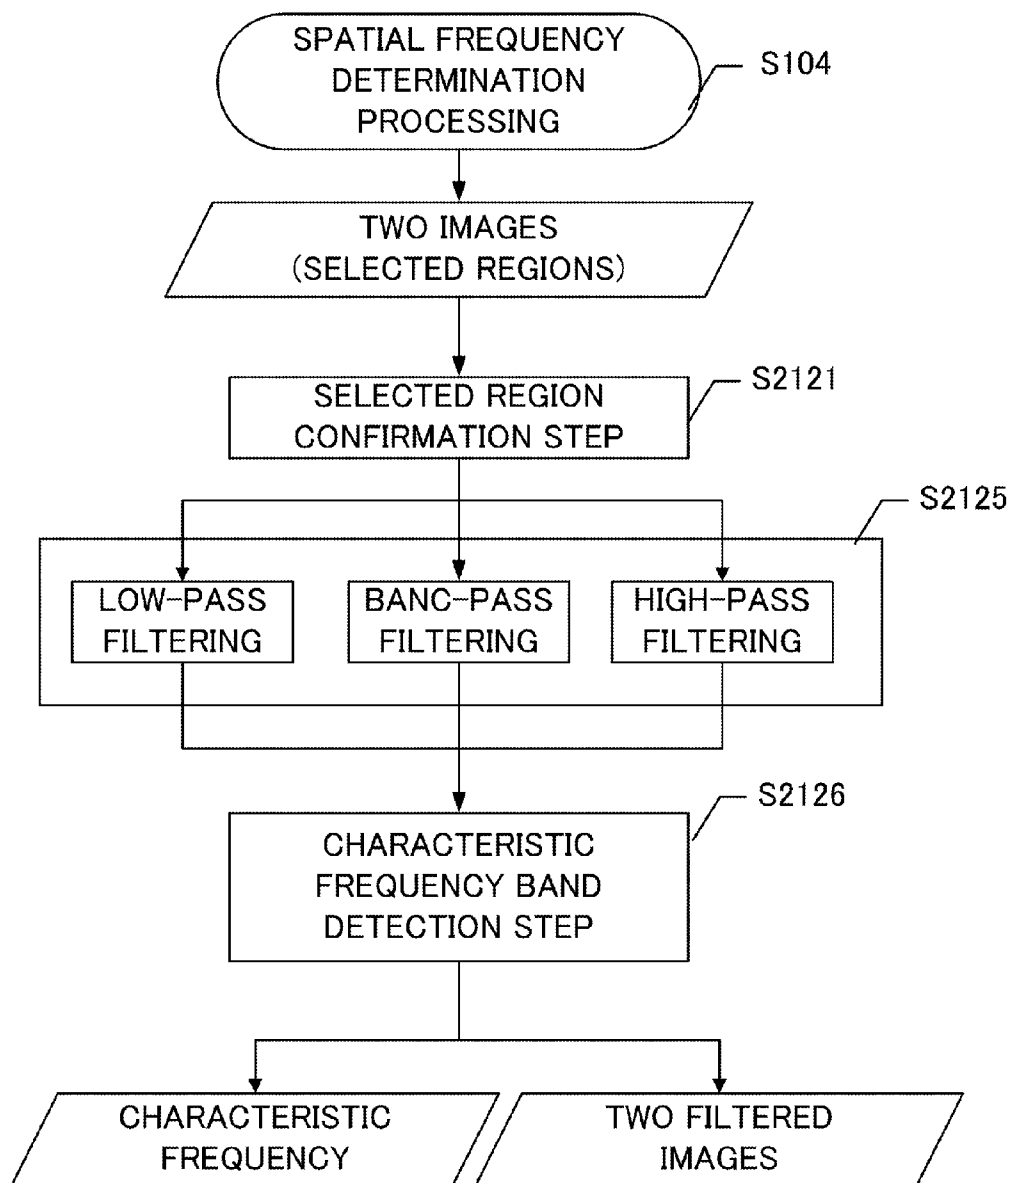 SPATIAL FREQUENCY
DETERMINATION
PROCESSING
S104
TWO IMAGES
(SELECTED REGIONS)
S2121
SELECTED REGION
CONFIRMATION STEP
S2125
LOW-PASS
FILTERING
BANC-PASS
FILTERING
HIGH-PASS
FILTERING
S2126
CHARACTERISTIC
FREQUENCY BAND
DETECTION STEP
CHARACTERISTIC
FREQUENCY
TWO FILTERED
IMAGES